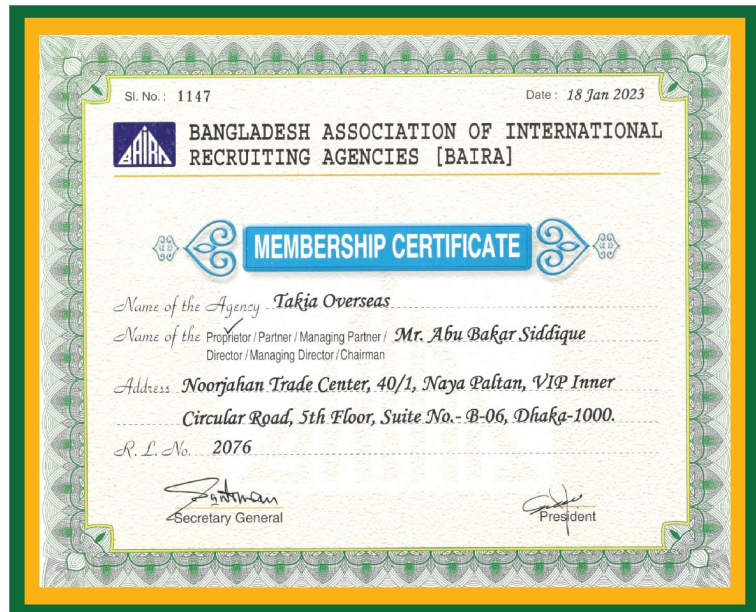 Sl. No.: 1147 Date: 18 Jan 2023
BAIRA
BANGLADESH ASSOCIATION OF INTERNATIONAL
RECRUITING AGENCIES [BAIRA]
MEMBERSHIP CERTIFICATE
Name of the Agency Takia Overseas
Name of the Proprietor / Partner / Managing Partner / Mr. Abu Bakar Siddique
Director / Managing Director / Chairman
Address Noorjahan Trade Center, 40/1, Naya Paltan, VIP Inner
Circular Road, 5th Floor, Suite No.- B-06, Dhaka-1000.
R. L. No. 2076
Secretary General President